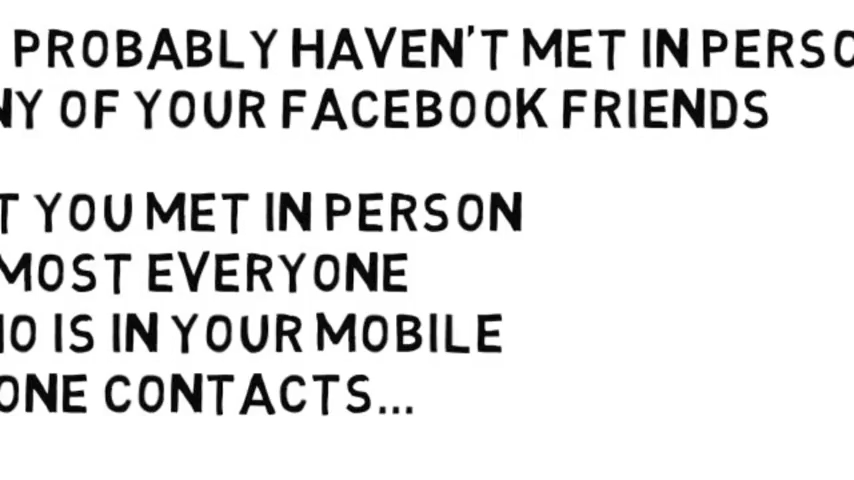 PROBABLY HAVEN'T MET IN PERSO
NY OF YOUR FACEBOOK FRIENDS
T YOU MET IN PERSON
MOST EVERYONE
IO IS IN YOUR MOBILE
ONE CONTACTS...